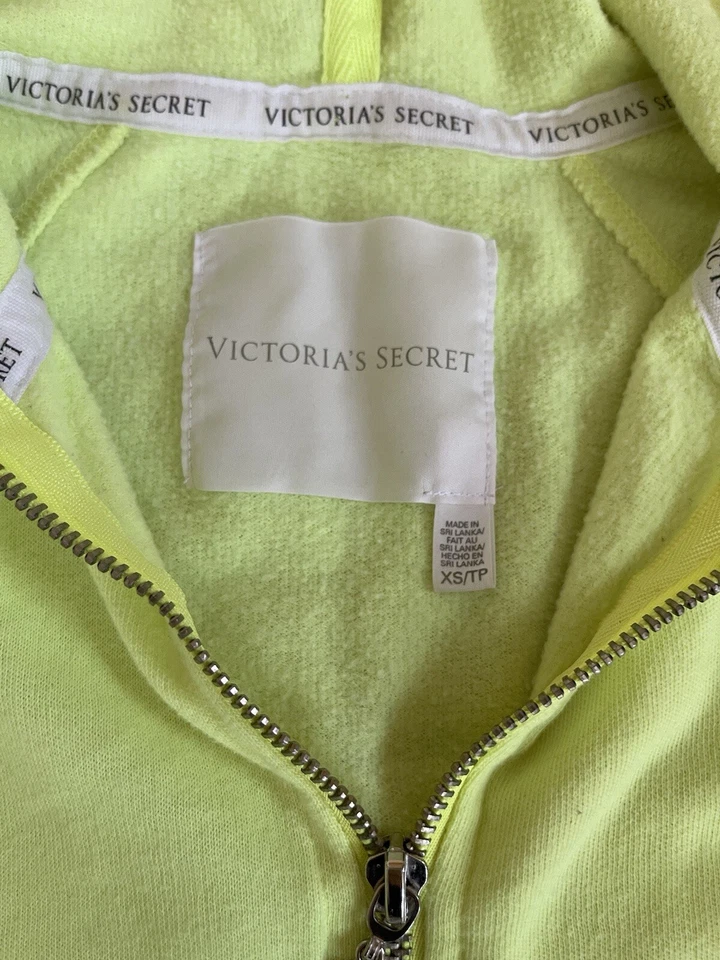 VICTORIA'S SECRET VICTORIA'S SECRET VICTORIA'S
VICTORIA'S SECRET
MADE IN
SRI LANKA/
FAIT AU
SRI LANKA/
HECHO EN
SRI LANKA
XS/TP